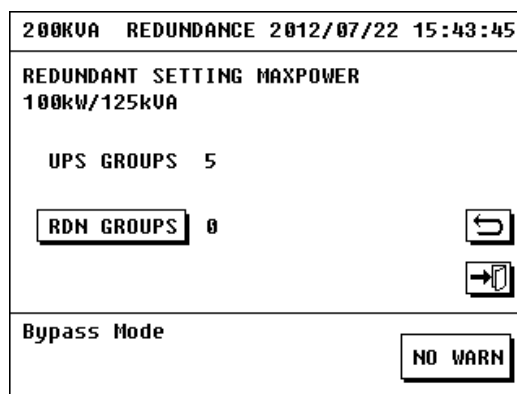 200KVA REDUNDANCE 2012/07/22 15:43:45
REDUNDANT SETTING MAXPOWER
100kW/125kVA
UPS GROUPS 5
RDN GROUPS 0
Bypass Mode
NO WARN